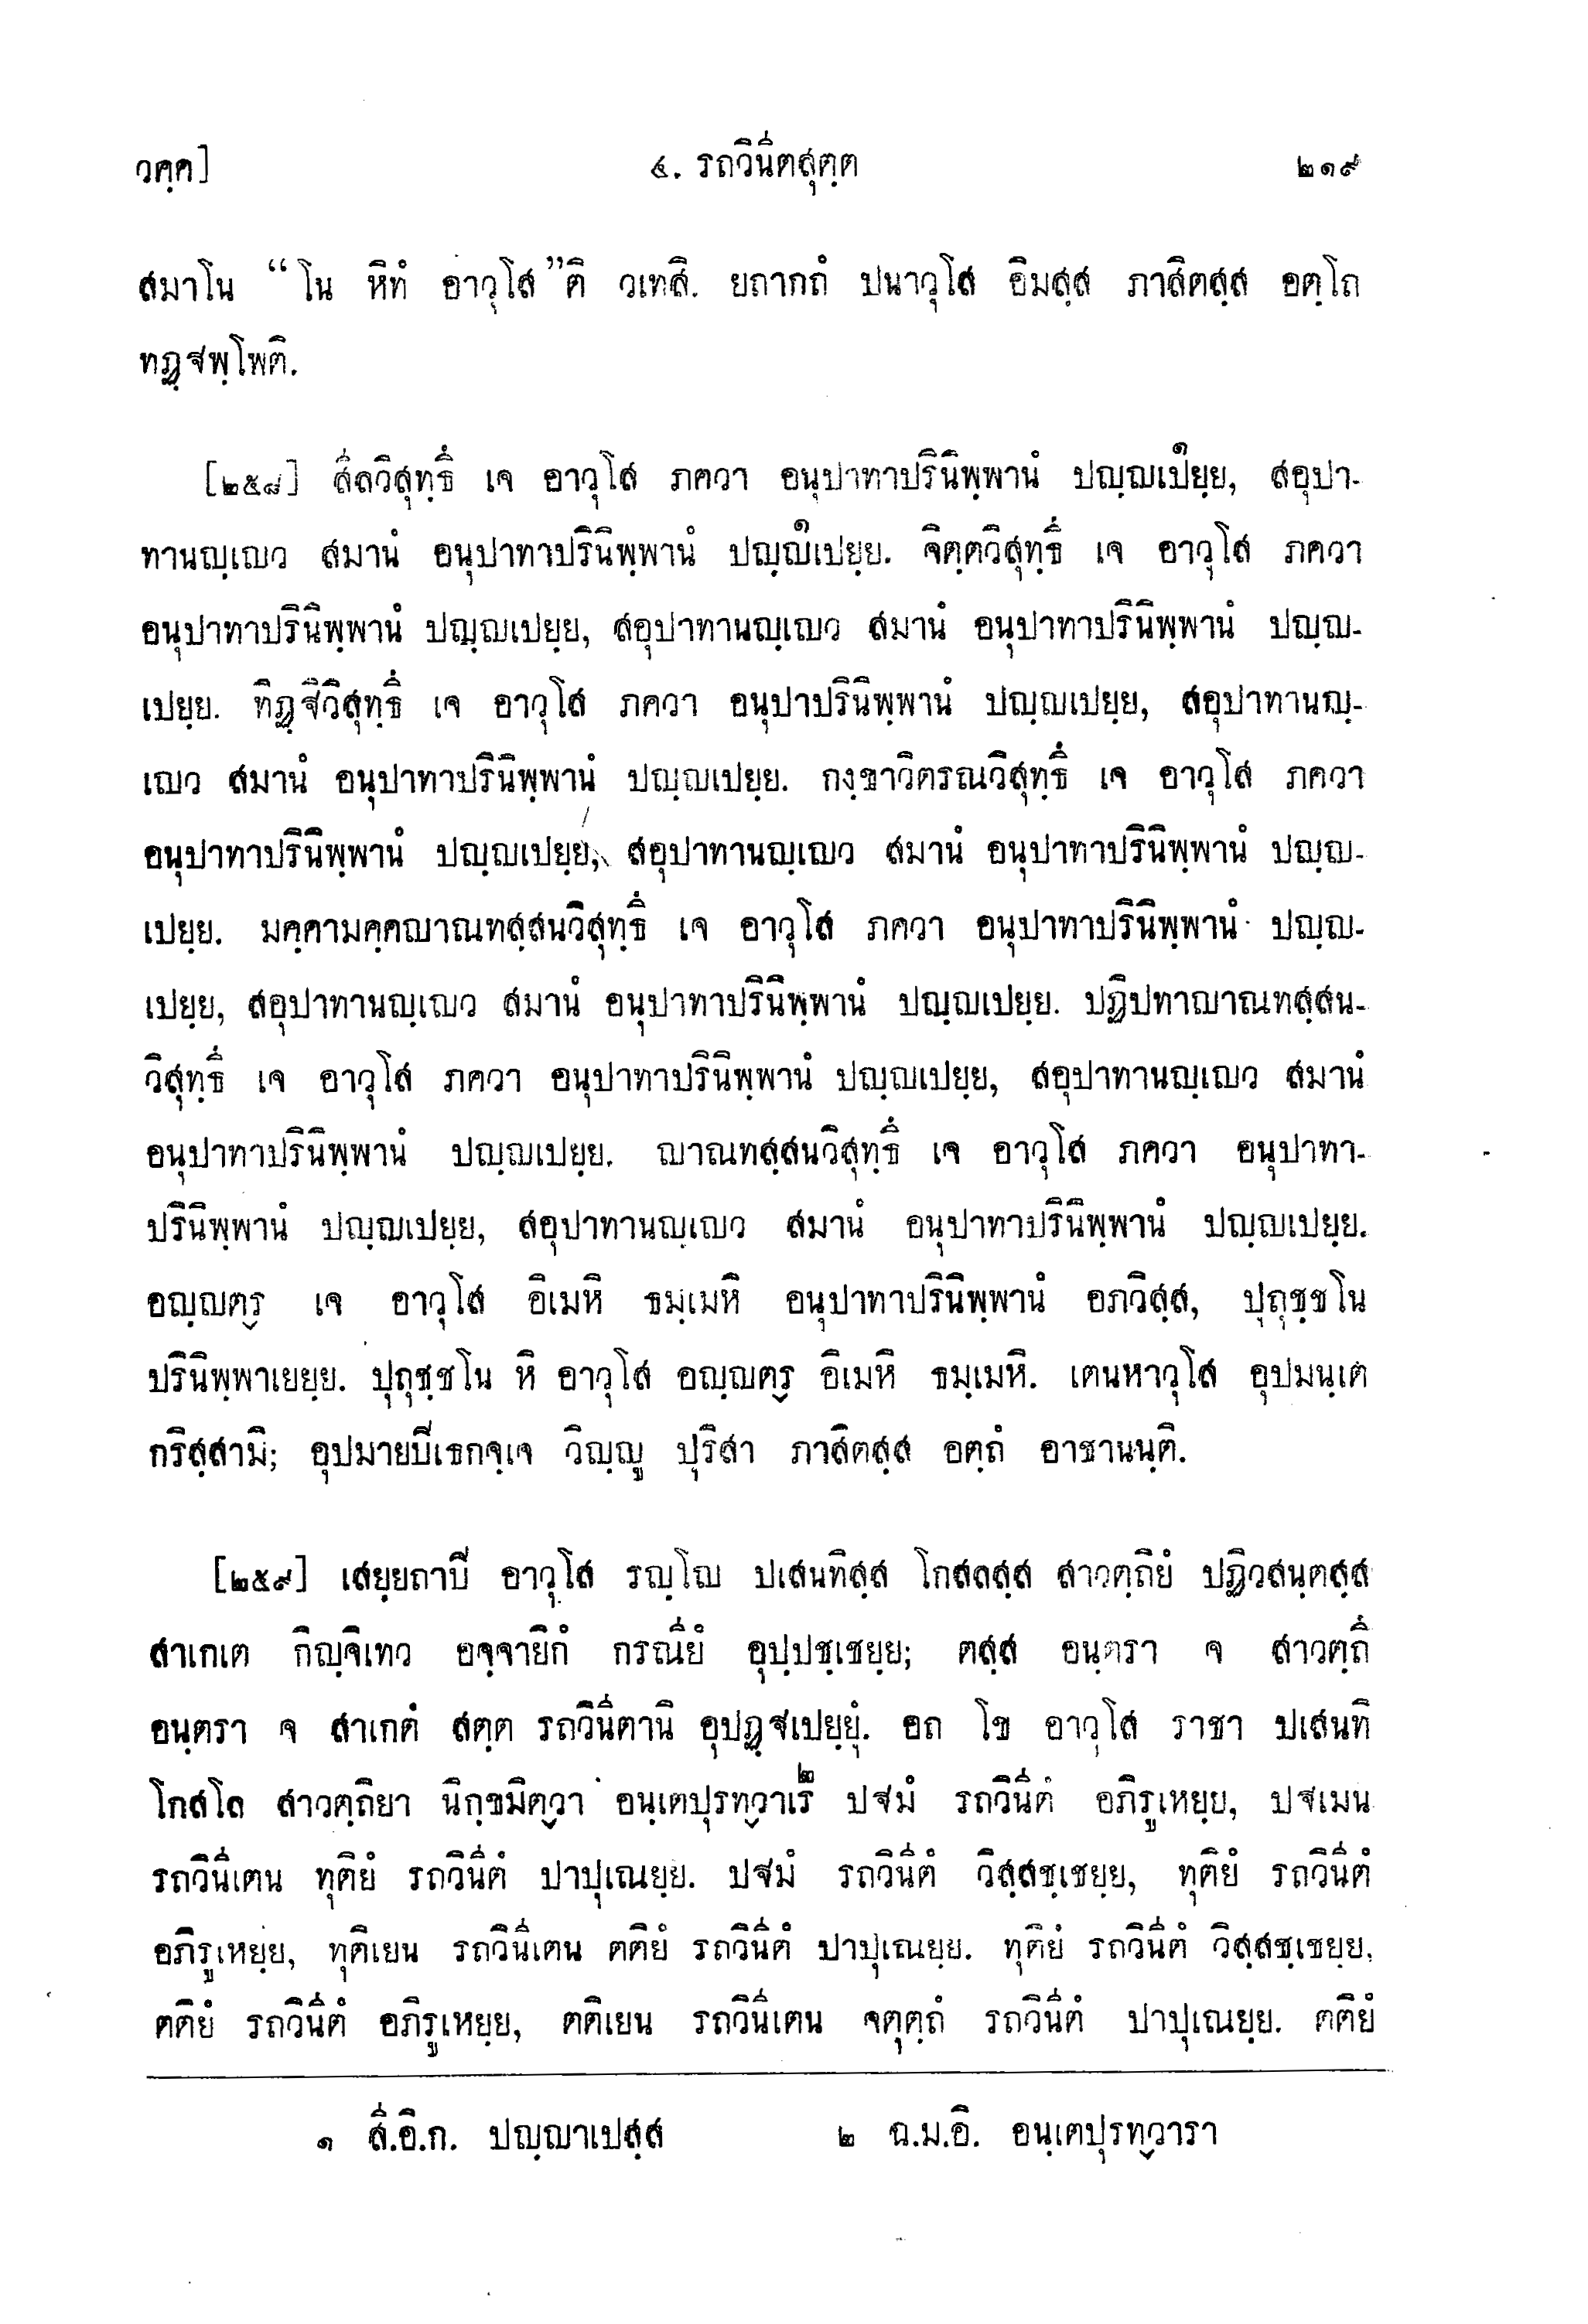 วคฺค] ๔. รถวินีตสุตฺต ๒๑๙
สมาโน “โน หิทํ อาวุโส”ติ วเทสิ. ยถากถํ ปนาวุโส อิมสฺส ภาสิตสฺส อตฺโถ
ทฏฺฐพฺโพติ.
[๒๕๘] สีลวิสุทฺธึ เจ อาวุโส ภควา อนุปาทาปรินิพฺพานํ ปญฺญเป๑ยฺย, สอุปา-
ทานญฺเญว สมานํ อนุปาทาปรินิพฺพานํ ปญฺญ๑เปยฺย. จิตฺตวิสุทฺธึ เจ อาวุโส ภควา
อนุปาทาปรินิพฺพานํ ปญฺญเปยฺย, สอุปาทานญฺเญว สมานํ อนุปาทาปรินิพฺพานํ ปญฺญ-
เปยฺย. ทิฏฺฐิวิสุทฺธึ เจ อาวุโส ภควา อนุปาปรินิพฺพานํ ปญฺญเปยฺย, สอุปาทานญฺ-
เญว สมานํ อนุปาทาปรินิพฺพานํ ปญฺญเปยฺย. กงฺขาวิตรณวิสุทฺธึ เจ อาวุโส ภควา
อนุปาทาปรินิพฺพานํ ปญฺญเปยฺย, สอุปาทานญฺเญว สมานํ อนุปาทาปรินิพฺพานํ ปญฺญ-
เปยฺย. มคฺคามคฺคญาณทสฺสนวิสุทฺธึ เจ อาวุโส ภควา อนุปาทาปรินิพฺพานํ ปญฺญ-
เปยฺย, สอุปาทานญฺเญว สมานํ อนุปาทาปรินิพฺพานํ ปญฺญเปยฺย. ปฏิปทาญาณทสฺสน-
วิสุทฺธึ เจ อาวุโส ภควา อนุปาทาปรินิพฺพานํ ปญฺญเปยฺย, สอุปาทานญฺเญว สมานํ
อนุปาทาปรินิพฺพานํ ปญฺญเปยฺย. ญาณทสฺสนวิสุทฺธึ เจ อาวุโส ภควา อนุปาทา-
ปรินิพฺพานํ ปญฺญเปยฺย, สอุปาทานญฺเญว สมานํ อนุปาทาปรินิพฺพานํ ปญฺญเปยฺย.
อญฺญตฺร เจ อาวุโส อิเมหิ ธมฺเมหิ อนุปาทาปรินิพฺพานํ อภวิสฺส, ปุถุชฺชโน
ปรินิพฺพาเยยฺย. ปุถุชฺชโน หิ อาวุโส อญฺญตฺร อิเมหิ ธมฺเมหิ. เตนหาวุโส อุปมนฺเต
กริสฺสามิ; อุปมายปีเธกจฺเจ วิญฺญู ปุริสา ภาสิตสฺส อตฺถํ อาชานนฺติ.
[๒๕๙] เสยฺยถาปี อาวุโส รญฺโญ ปเสนทิสฺส โกสลสฺส สาวตฺถิยํ ปฏิวสนฺตสฺส
สาเกเต กิญฺจิเทว อจฺจายิกํ กรณียํ อุปฺปชฺเชยฺย; ตสฺส อนฺตรา จ สาวตฺถึ
อนฺตรา จ สาเกตํ สตฺต รถวินีตานิ อุปฏฺฐเปยฺยุํ. อถ โข อาวุโส ราชา ปเสนทิ
โกสโล สาวตฺถิยา นิกฺขมิตฺวา อนฺเตปุรทฺวาเร๒ ปฐมํ รถวินีตํ อภิรูเหยฺย, ปฐเมน
รถวินีเตน ทุติยํ รถวินีตํ ปาปุเณยฺย. ปฐมํ รถวินีตํ วิสฺสชฺเชยฺย, ทุติยํ รถวินีตํ
อภิรูเหยฺย, ทุติเยน รถวินีเตน ตติยํ รถวินีตํ ปาปุเณยฺย. ทุติยํ รถวินีตํ วิสฺสชฺเชยฺย,
ตติยํ รถวินีตํ อภิรูเหยฺย, ตติเยน รถวินีเตน จตุตฺถํ รถวินีตํ ปาปุเณยฺย. ตติยํ
๑ สี.อิ.ก. ปญฺญาเปสฺส ๒ ฉ.ม.อิ. อนฺเตปุรทฺวารา